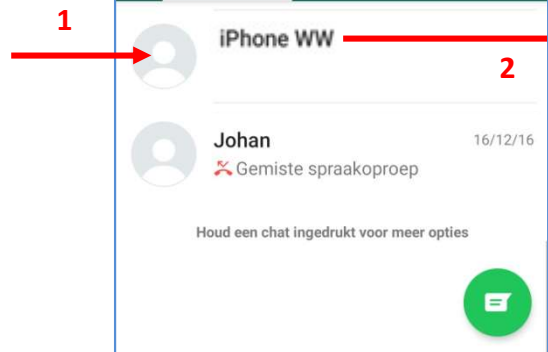 1
iPhone WW
2
Johan 16/12/16
Gemiste spraakoproep
Houd een chat ingedrukt voor meer opties